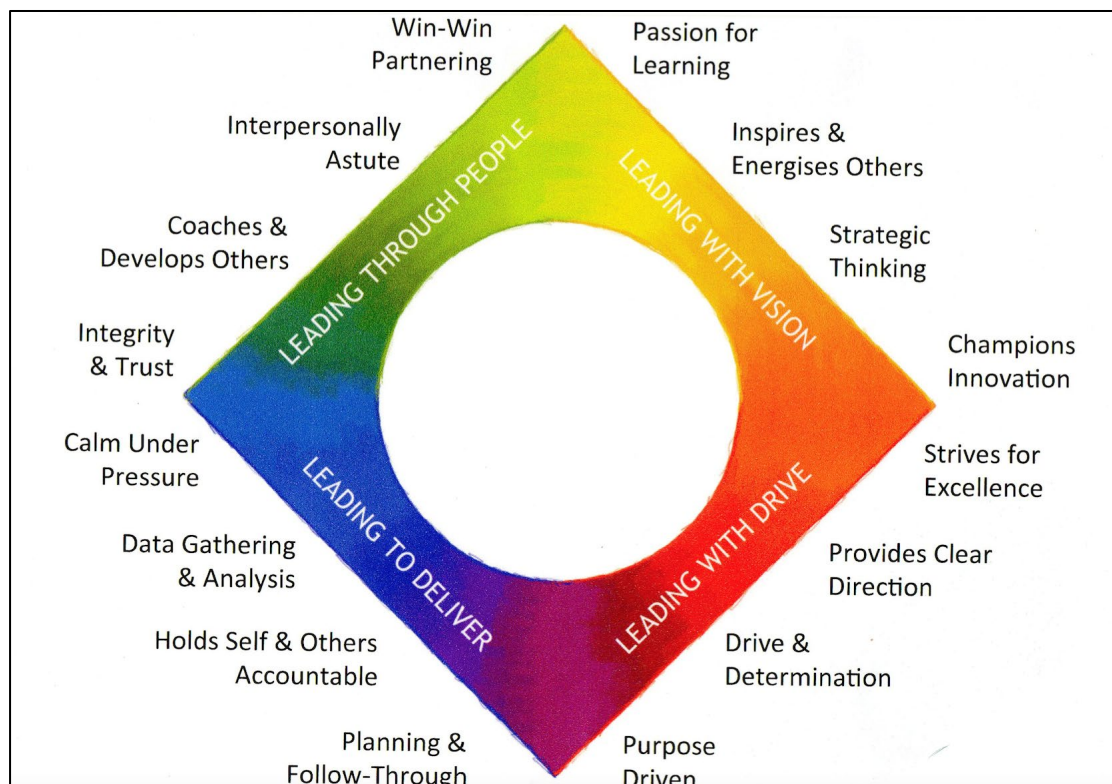 Win-Win
Partnering
Interpersonally
Astute
Coaches &
Develops Others
Integrity
& Trust
LEADING THROUGH PEOPLE
Passion for
Learning
Inspires &
Energises Others
Strategic
Thinking
Champions
Innovation
LEADING WITH VISION
Calm Under
Pressure
Data Gathering
& Analysis
Holds Self & Others
Accountable
Planning &
Follow-Through
LEADING TO DELIVER
Strives for
Excellence
Provides Clear
Direction
Drive &
Determination
Purpose
Driven
LEADING WITH DRIVE